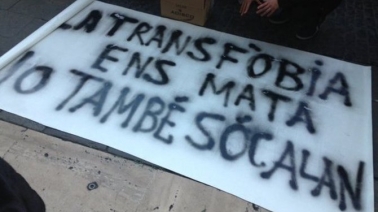 LA TRANSFÒBIA
ENS MATA
JO TAMBÉ SÓC ALAN